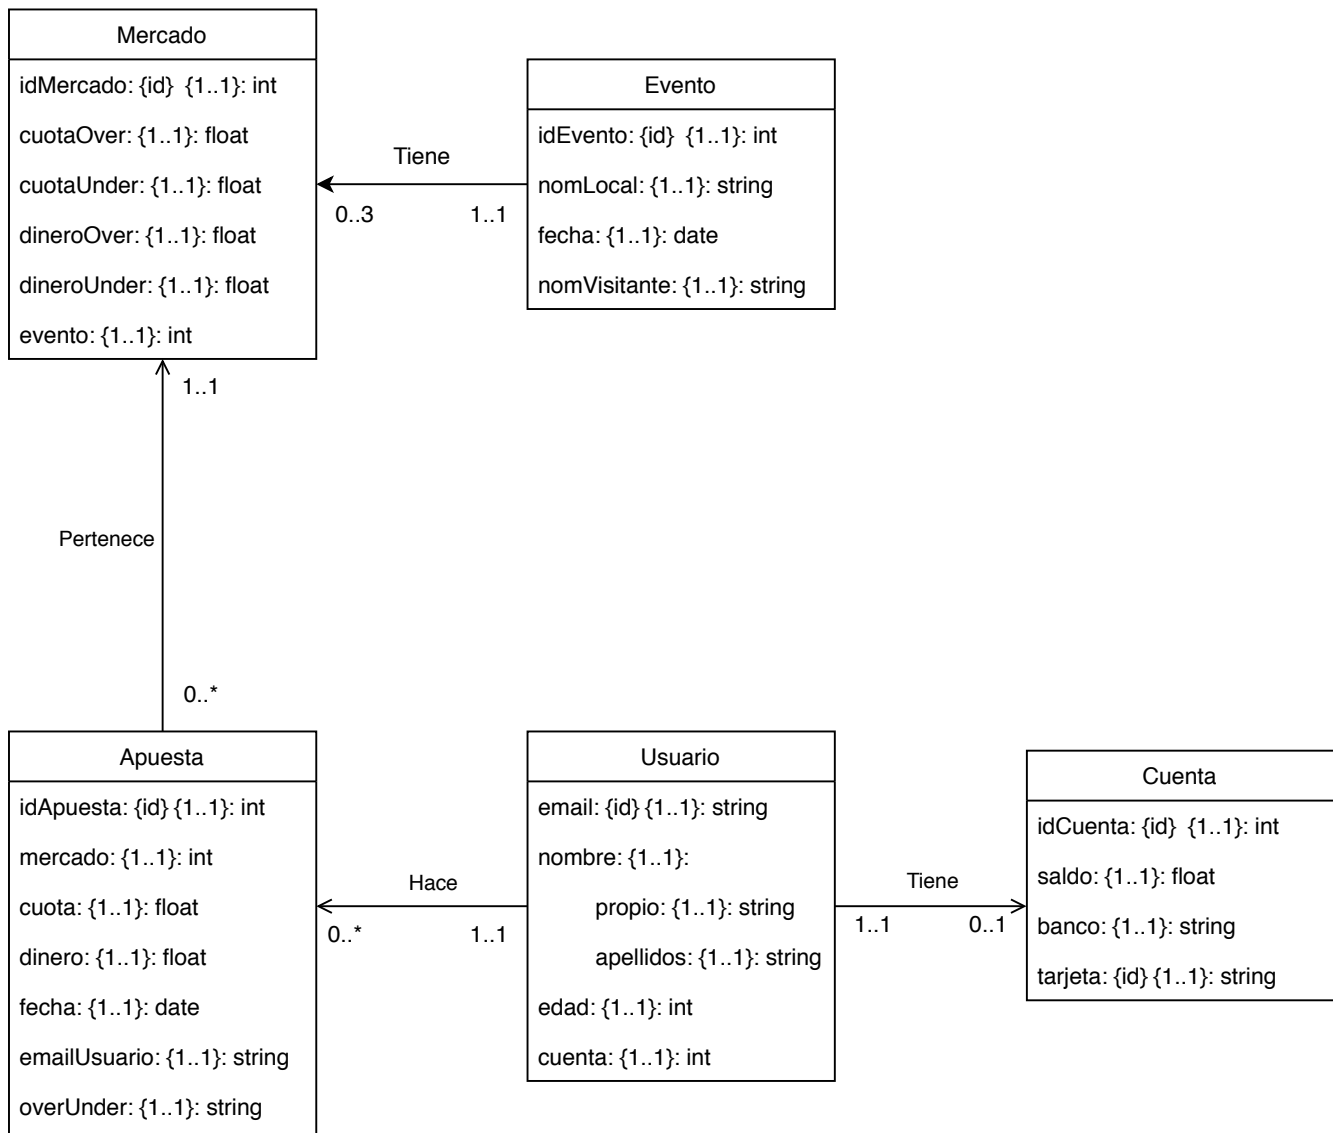 Mercado
idMercado: {id} {1..1}: int
cuotaOver: {1..1}: float
cuotaUnder: {1..1}: float
dineroOver: {1..1}: float
dineroUnder: {1..1}: float
evento: {1..1}: int
Tiene
0..3
1..1
Evento
idEvento: {id} {1..1}: int
nomLocal: {1..1}: string
fecha: {1..1}: date
nomVisitante: {1..1}: string
1..1
Pertenece
0..*
Apuesta
idApuesta: {id} {1..1}: int
mercado: {1..1}: int
cuota: {1..1}: float
dinero: {1..1}: float
fecha: {1..1}: date
emailUsuario: {1..1}: string
overUnder: {1..1}: string
Hace
0..*
1..1
Usuario
email: {id} {1..1}: string
nombre: {1..1}:
propio: {1..1}: string
apellidos: {1..1}: string
edad: {1..1}: int
cuenta: {1..1}: int
Tiene
1..1
0..1
Cuenta
idCuenta: {id} {1..1}: int
saldo: {1..1}: float
banco: {1..1}: string
tarjeta: {id} {1..1}: string